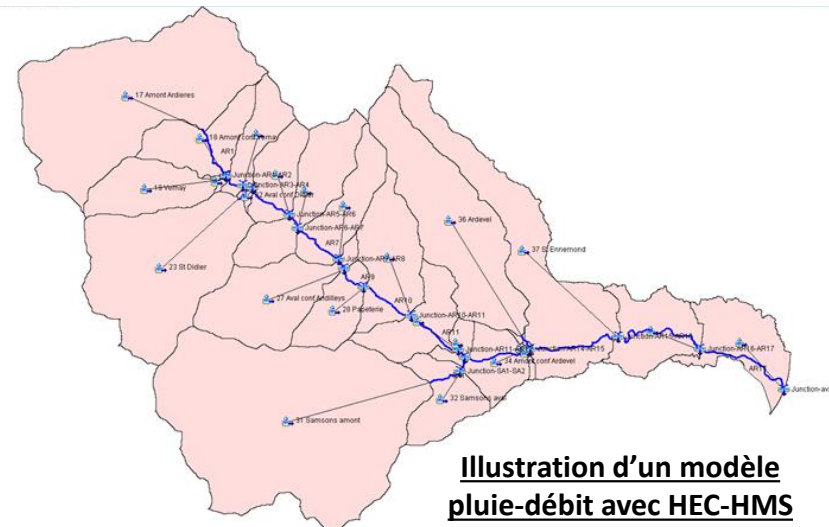 17 Amont Ardieres
18 Amont conf
AR1
Junction-AR2
19 Vernay
Junction-AR3-AR4
23 St Didier
Junction-AR5-AR6
Junction-AR6-AR7
36 Ardevel
AR7
37 St Ennemond
AR9
27 Aval conf Andilleys
28 Papeterie
AR10
Junction-AR10-AR11
AR11
Junction-AR11
34 Amont conf Ardevel
Junction-AR16-AR17
Junction-SA1-SA2
32 Samsons aval
31 Samsons amont
Illustration d’un modèle
pluie-débit avec HEC-HMS